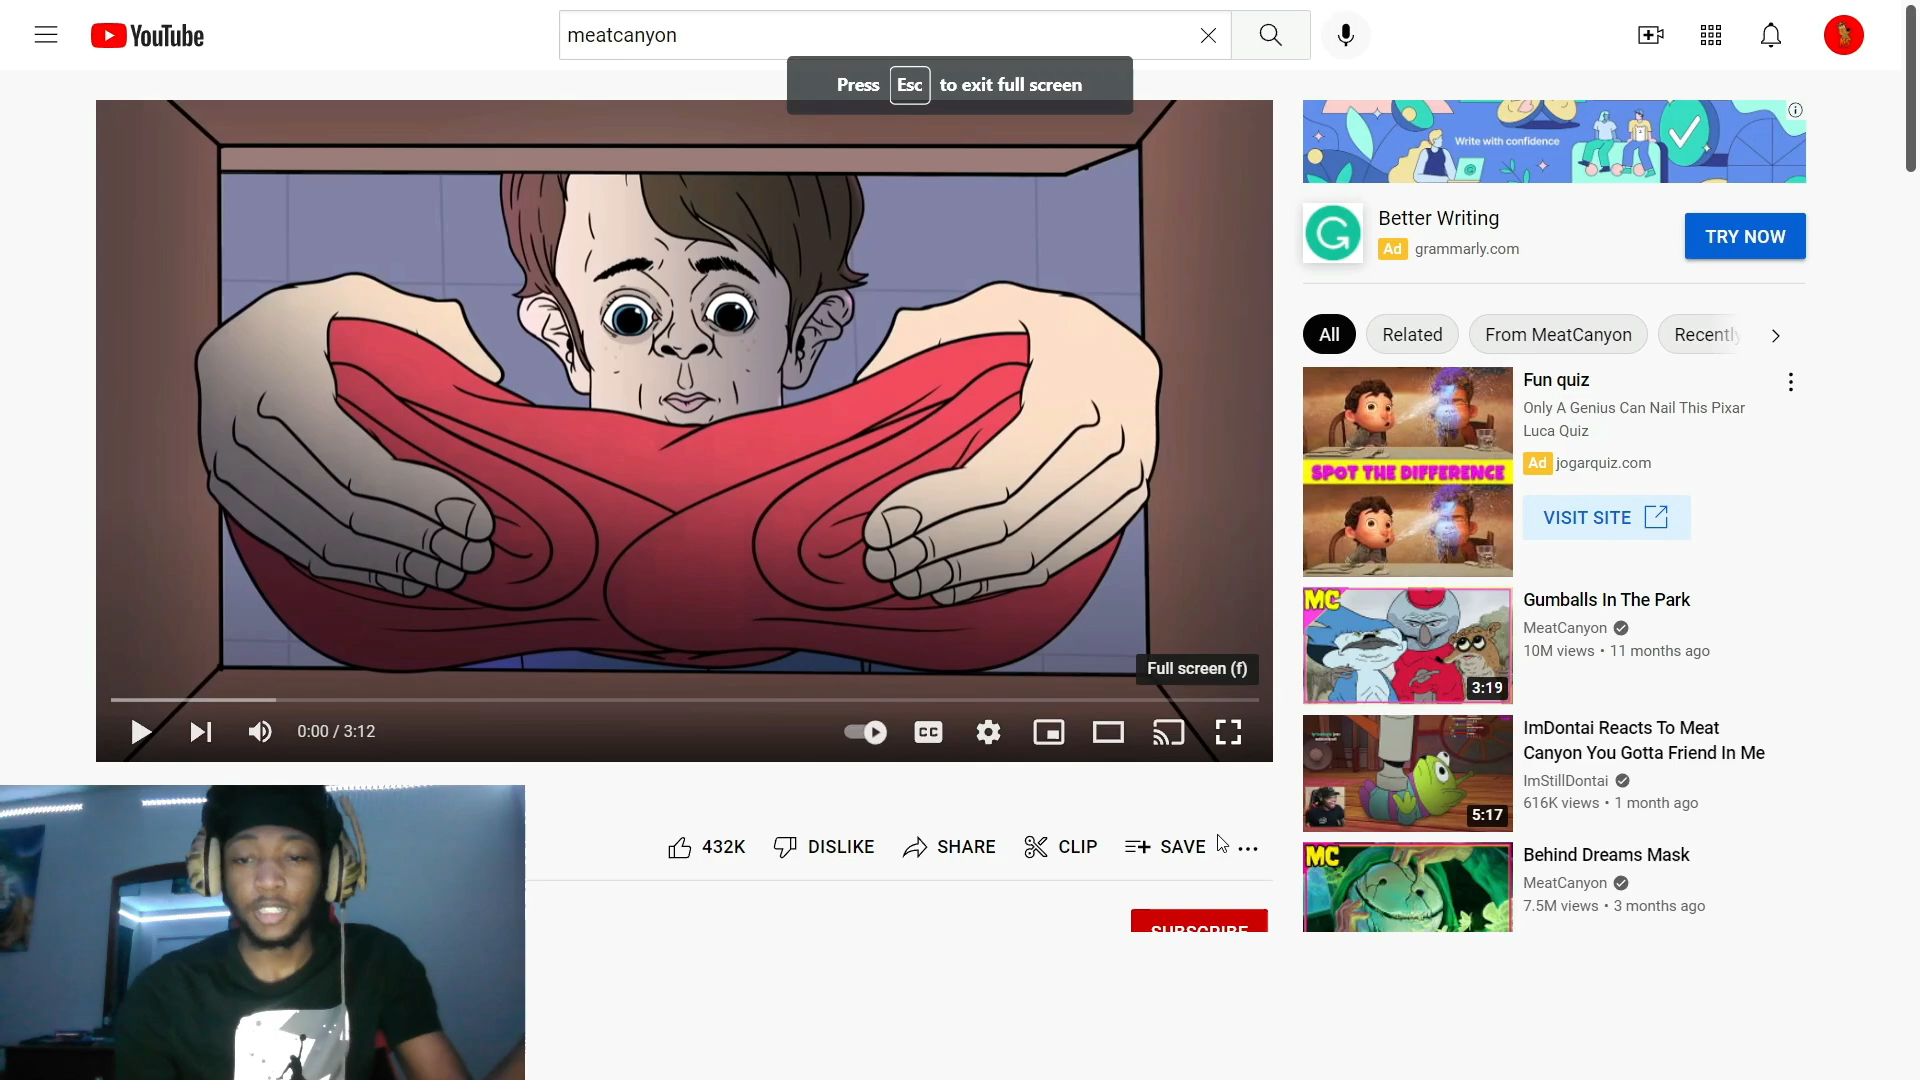 YouTube
meatcanyon
Press Esc to exit full screen
Write with confidence
Better Writing
Ad grammarly.com
TRY NOW
All
Related
From MeatCanyon
Recently
Fun quiz
Only A Genius Can Nail This Pixar
Luca Quiz
Ad jogarquiz.com
SPOT THE DIFFERENCE
VISIT SITE
Full screen (f)
0:00 / 3:12
CC
MC
3:19
Gumballs In The Park
MeatCanyon
10M views • 11 months ago
5:17
ImDontai Reacts To Meat
Canyon You Gotta Friend In Me
ImStillDontai
616K views • 1 month ago
432K
DISLIKE
SHARE
CLIP
SAVE
MC
Behind Dreams Mask
MeatCanyon
7.5M views • 3 months ago
SUBSCRIBE